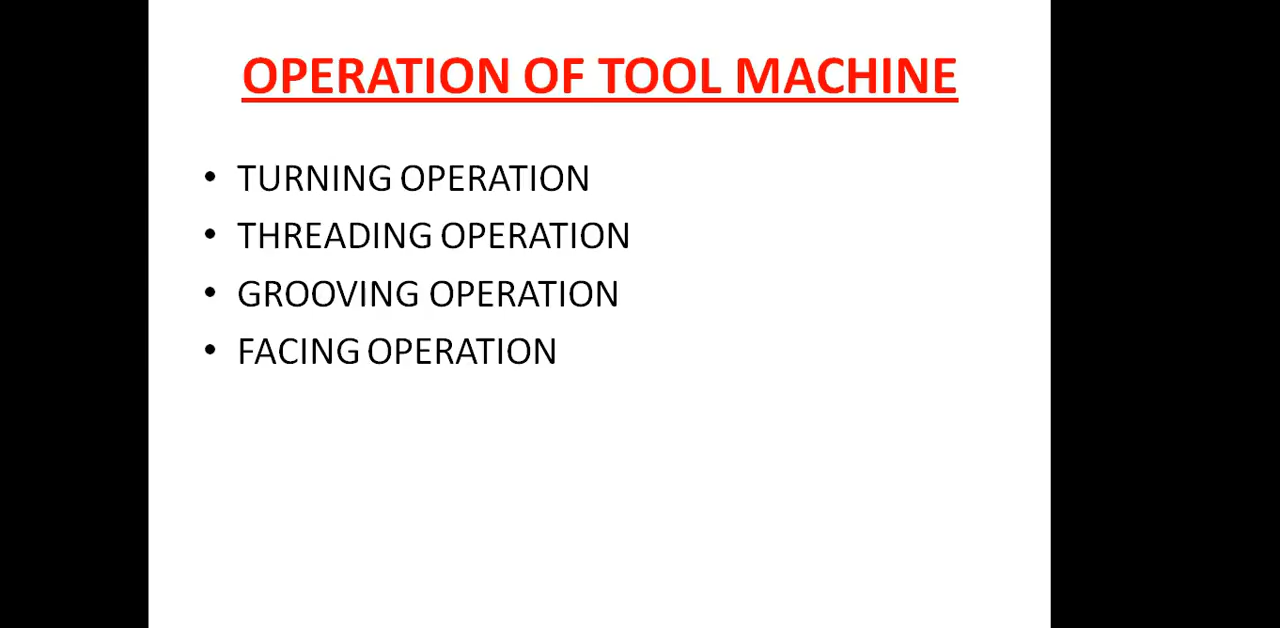 OPERATION OF TOOL MACHINE
• TURNING OPERATION
• THREADING OPERATION
• GROOVING OPERATION
• FACING OPERATION